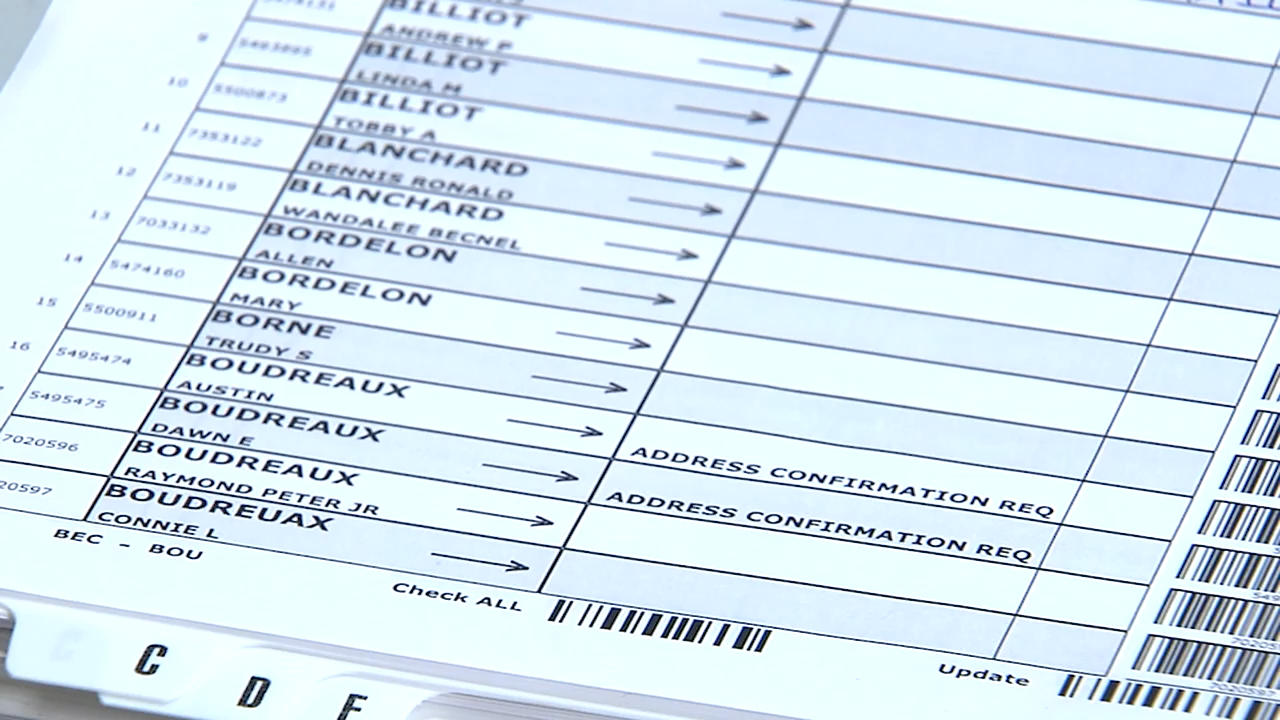 BILLIOT
9 5493895 ANDREW P
BILLIOT
10 5500873 LINDA M
BILLIOT
11 7353122 TOBBY A
BLANCHARD
12 7353119 DENNIS RONALD
BLANCHARD
13 7033132 WANDALEE BECNEL
BORDELON
14 5474160 ALLEN
BORDELON
15 5500911 MARY
BORNE
16 5495474 TRUDY S
BOUDREAUX
5495475 AUSTIN
BOUDREAUX ADDRESS CONFIRMATION REQ
7020596 DAWN E
BOUDREAUX ADDRESS CONFIRMATION REQ
20597 RAYMOND PETER JR
BOUDREUAX
CONNIE L
BEC - BOU
Check ALL
Update
C
D